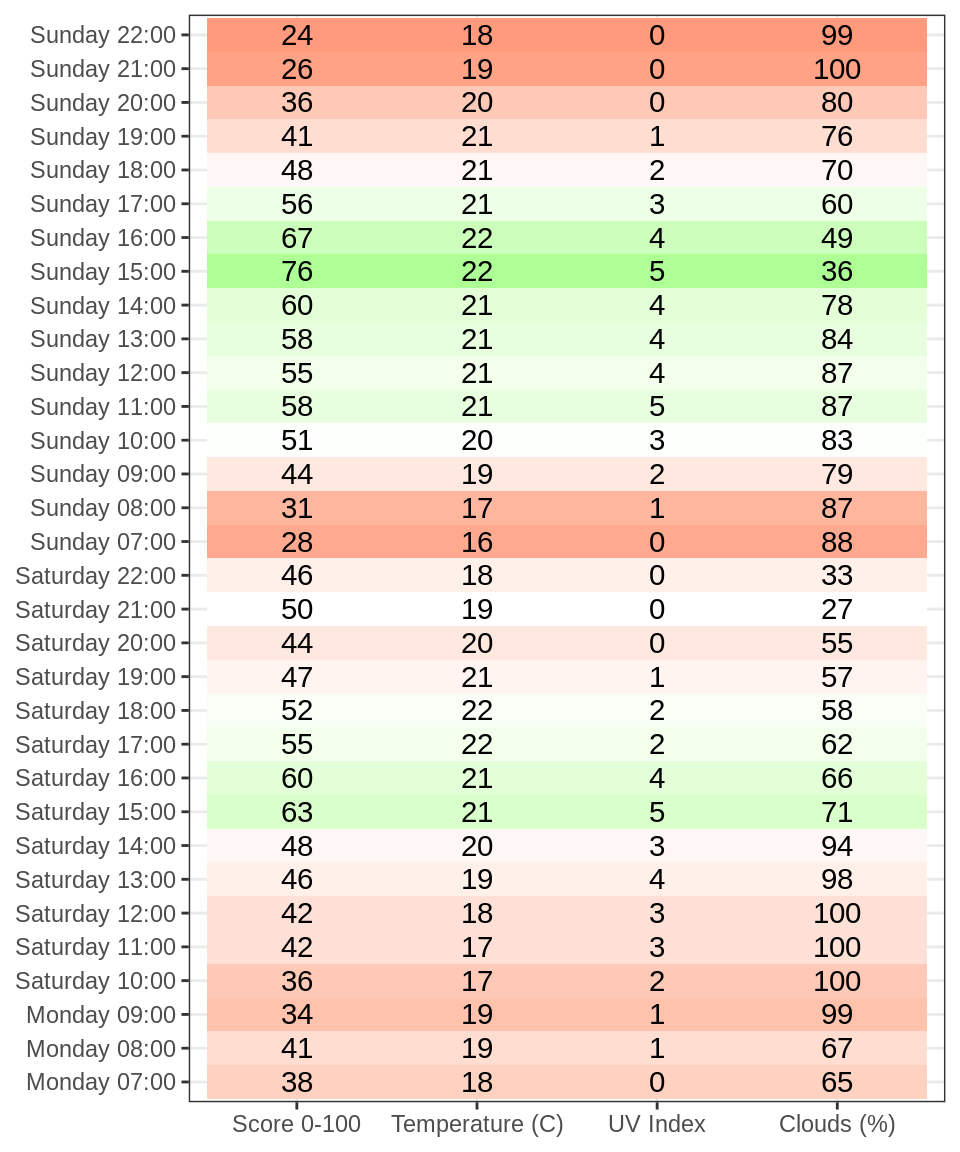 Sunday 22:00 24 18 0 99
Sunday 21:00 26 19 0 100
Sunday 20:00 36 20 0 80
Sunday 19:00 41 21 1 76
Sunday 18:00 48 21 2 70
Sunday 17:00 56 21 3 60
Sunday 16:00 67 22 4 49
Sunday 15:00 76 22 5 36
Sunday 14:00 60 21 4 78
Sunday 13:00 58 21 4 84
Sunday 12:00 55 21 4 87
Sunday 11:00 58 21 5 87
Sunday 10:00 51 20 3 83
Sunday 09:00 44 19 2 79
Sunday 08:00 31 17 1 87
Sunday 07:00 28 16 0 88
Saturday 22:00 46 18 0 33
Saturday 21:00 50 19 0 27
Saturday 20:00 44 20 0 55
Saturday 19:00 47 21 1 57
Saturday 18:00 52 22 2 58
Saturday 17:00 55 22 2 62
Saturday 16:00 60 21 4 66
Saturday 15:00 63 21 5 71
Saturday 14:00 48 20 3 94
Saturday 13:00 46 19 4 98
Saturday 12:00 42 18 3 100
Saturday 11:00 42 17 3 100
Saturday 10:00 36 17 2 100
Monday 09:00 34 19 1 99
Monday 08:00 41 19 1 67
Monday 07:00 38 18 0 65
Score 0-100 Temperature (C) UV Index Clouds (%)